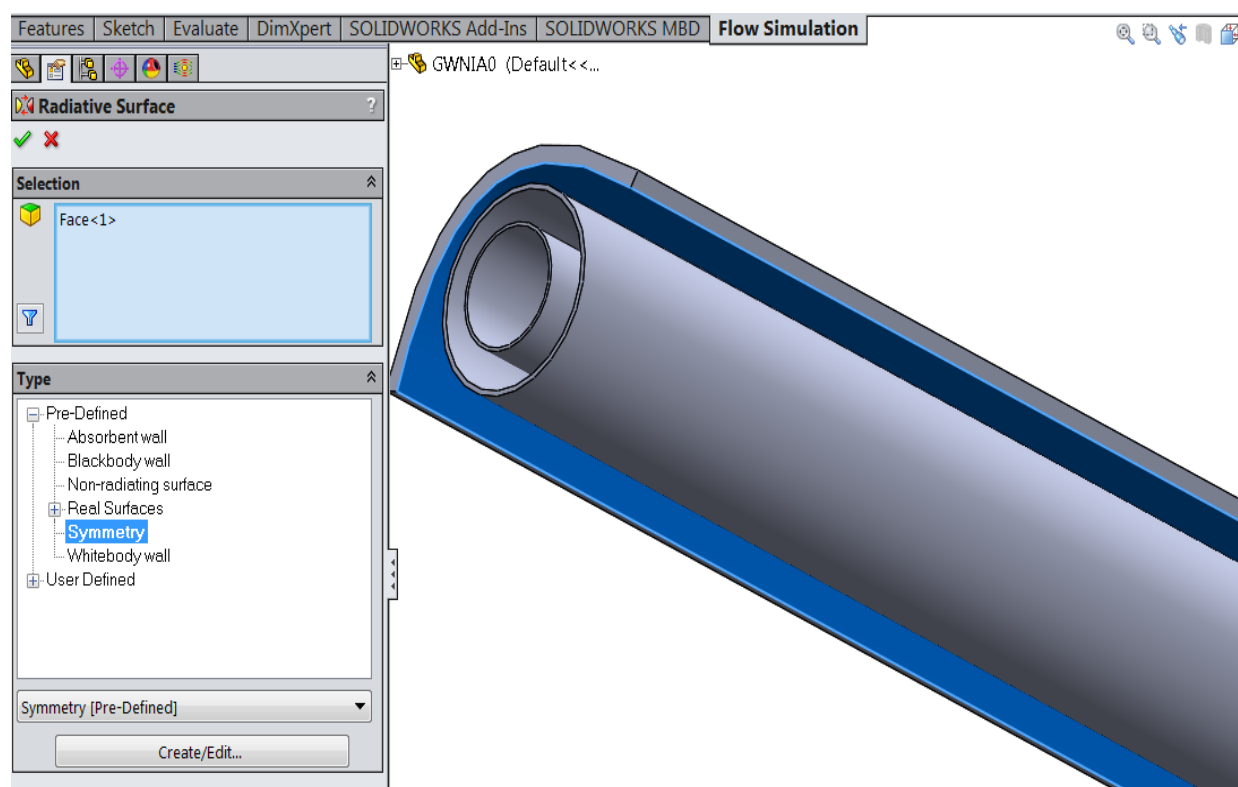 Features Sketch Evaluate DimXpert SOLIDWORKS Add-Ins SOLIDWORKS MBD Flow Simulation
GWNIA0 (Default<<...
Radiative Surface ?
Selection
Face<1>
Type
Pre-Defined
Absorbent wall
Blackbody wall
Non-radiating surface
Real Surfaces
Symmetry
Whitebody wall
User Defined
Symmetry [Pre-Defined]
Create/Edit...